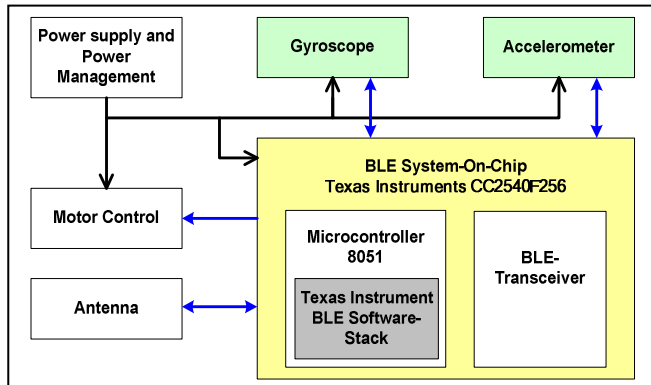 Power supply and
Power
Management
Gyroscope
Accelerometer
BLE System-On-Chip
Texas Instruments CC2540F256
Motor Control
Microcontroller
8051
BLE-
Transceiver
Texas Instrument
BLE Software-
Stack
Antenna